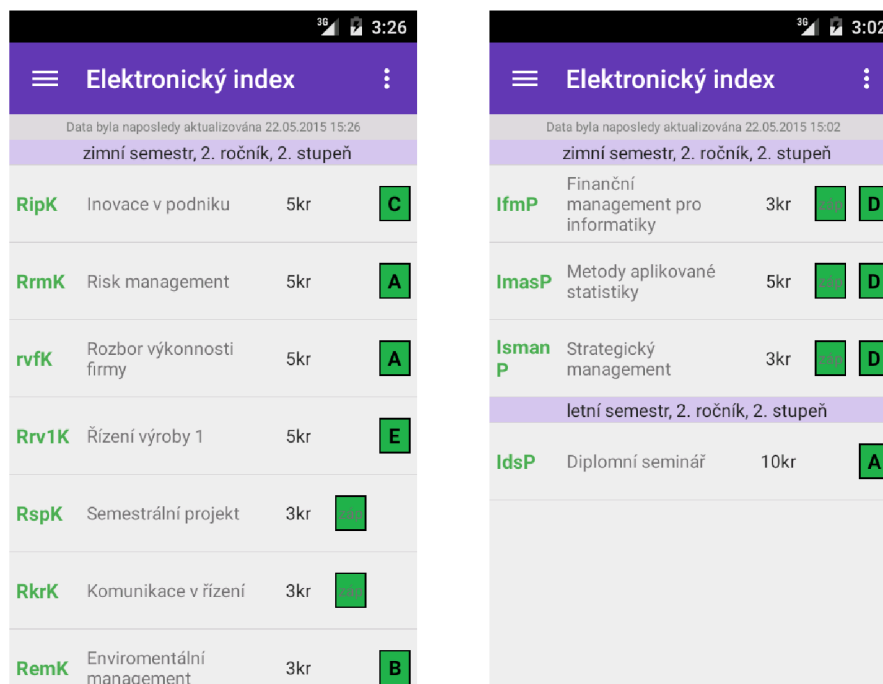 3G 3:26
Elektronický index
Data byla naposledy aktualizována 22.05.2015 15:26
zimní semestr, 2. ročník, 2. stupeň
RipK Inovace v podniku 5kr C
RrmK Risk management 5kr A
rvfK Rozbor výkonnosti
firmy 5kr A
Rrv1K Řízení výroby 1 5kr E
RspK Semestrální projekt 3kr záp
RkrK Komunikace v řízení 3kr záp
RemK Enviromentální
management 3kr B
3G 3:02
Elektronický index
Data byla naposledy aktualizována 22.05.2015 15:02
zimní semestr, 2. ročník, 2. stupeň
IfmP Finanční
management pro
informatiky 3kr záp D
ImasP Metody aplikované
statistiky 5kr záp D
Isman
P Strategický
management 3kr záp D
letní semestr, 2. ročník, 2. stupeň
IdsP Diplomní seminář 10kr A